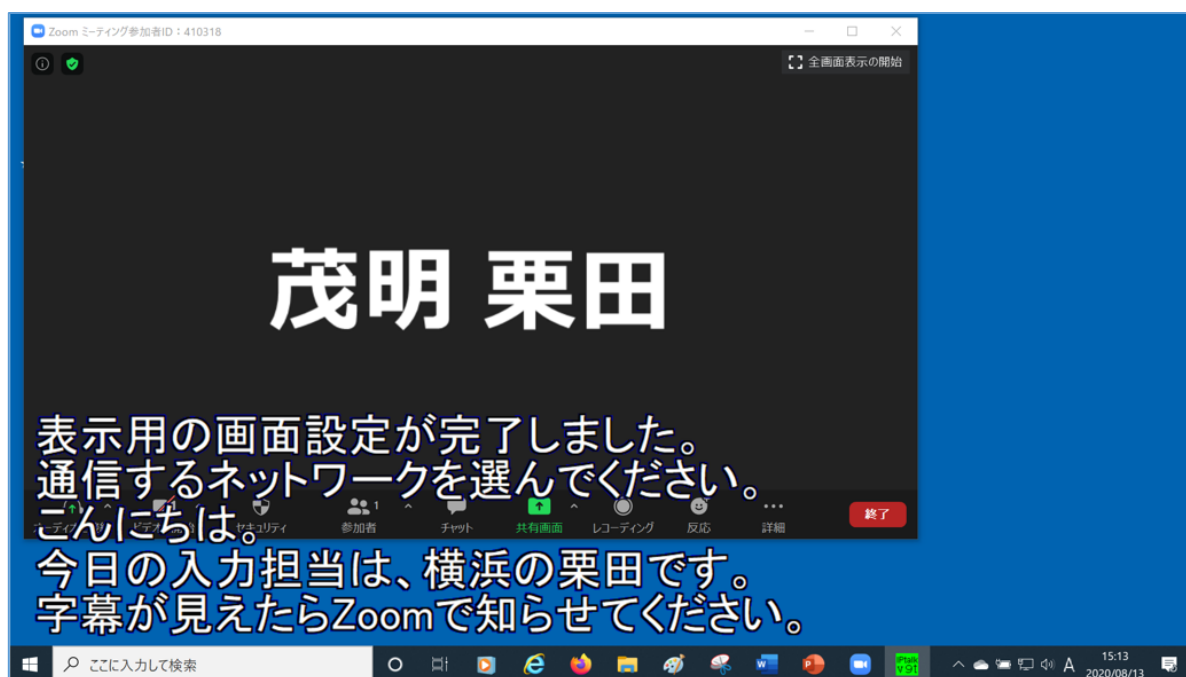 Zoom ミーティング参加者ID：410318
全画面表示の開始
茂明 栗田
表示用の画面設定が完了しました。
通信するネットワークを選んでください。
こんにちは。
セキュリティ
参加者
1
チャット
共有画面
レコーディング
反応
詳細
終了
今日の入力担当は、横浜の栗田です。
字幕が見えたらZoomで知らせてください。
ここに入力して検索
IPtalk
V 9t
A
15:13
2020/08/13